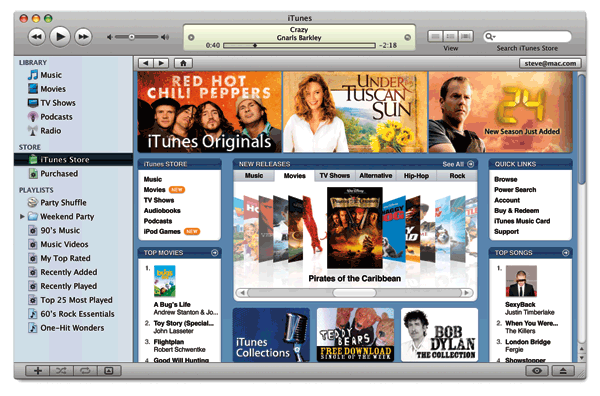 iTunes
Crazy
Gnaris Barkley
0:40
-2:18
View
Search iTunes Store
LIBRARY
Music
Movies
TV Shows
Podcasts
Radio
STORE
iTunes Store
Purchased
PLAYLISTS
Party Shuffle
Weekend Party
90's Music
Music Videos
My Top Rated
Recently Added
Recently Played
Top 25 Most Played
60's Rock Essentials
One-Hit Wonders
steve@mac.com
RED HOT
CHILI PEPPERS
iTunes Originals
UNDER
THE
TUSCAN
SUN
24
New Season Just Added
iTunes STORE
Music
Movies NEW
TV Shows
Audiobooks
Podcasts
iPod Games NEW
TOP MOVIES
1.
A Bug's Life
Andrew Stanton & Jo...
2. Toy Story (Special...
John Lasseter
3. Flightplan
Robert Schwentke
4. Good Will Hunting
NEW RELEASES
See All
Music
Movies
TV Shows
Alternative
Hip-Hop
Rock
Pirates of the Caribbean
iTunes
Collections
TEDDY
BEARS
FREE DOWNLOAD
SINGLE OF THE WEEK
BOB
DYLAN
THE COLLECTION
QUICK LINKS
Browse
Power Search
Account
Buy & Redeem
iTunes Music Card
Support
TOP SONGS
1.
SexyBack
Justin Timberlake
2. When You Were...
The Killers
3. London Bridge
Fergie
4. Showstopper